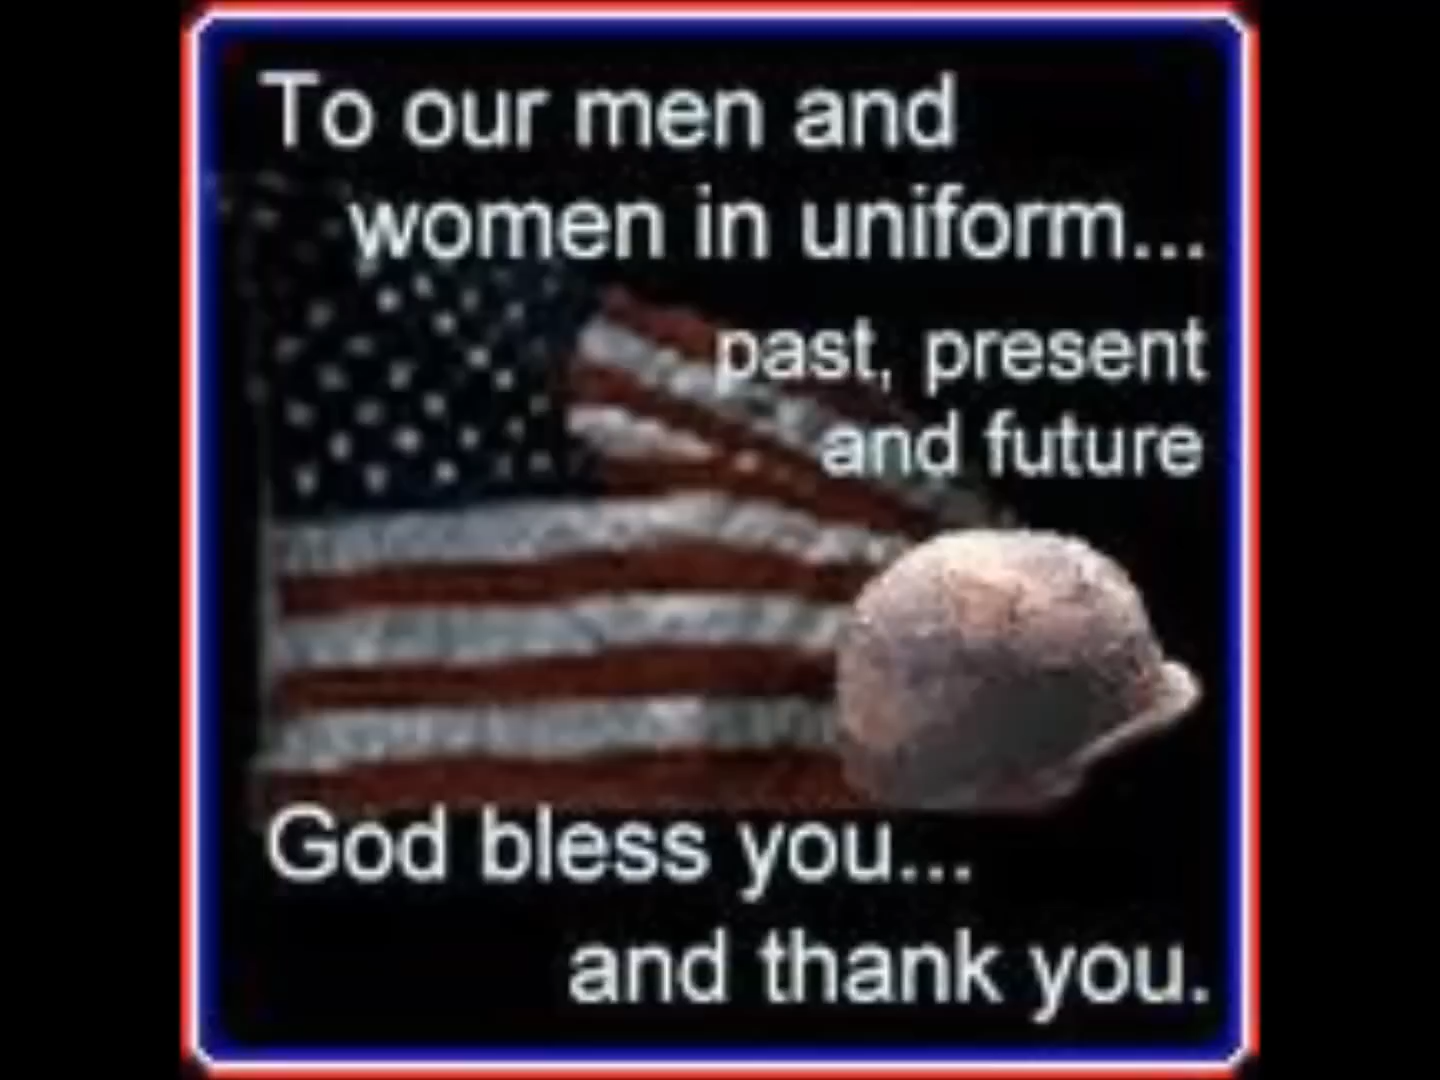 To our men and
women in uniform...
past, present
and future
God bless you...
and thank you.